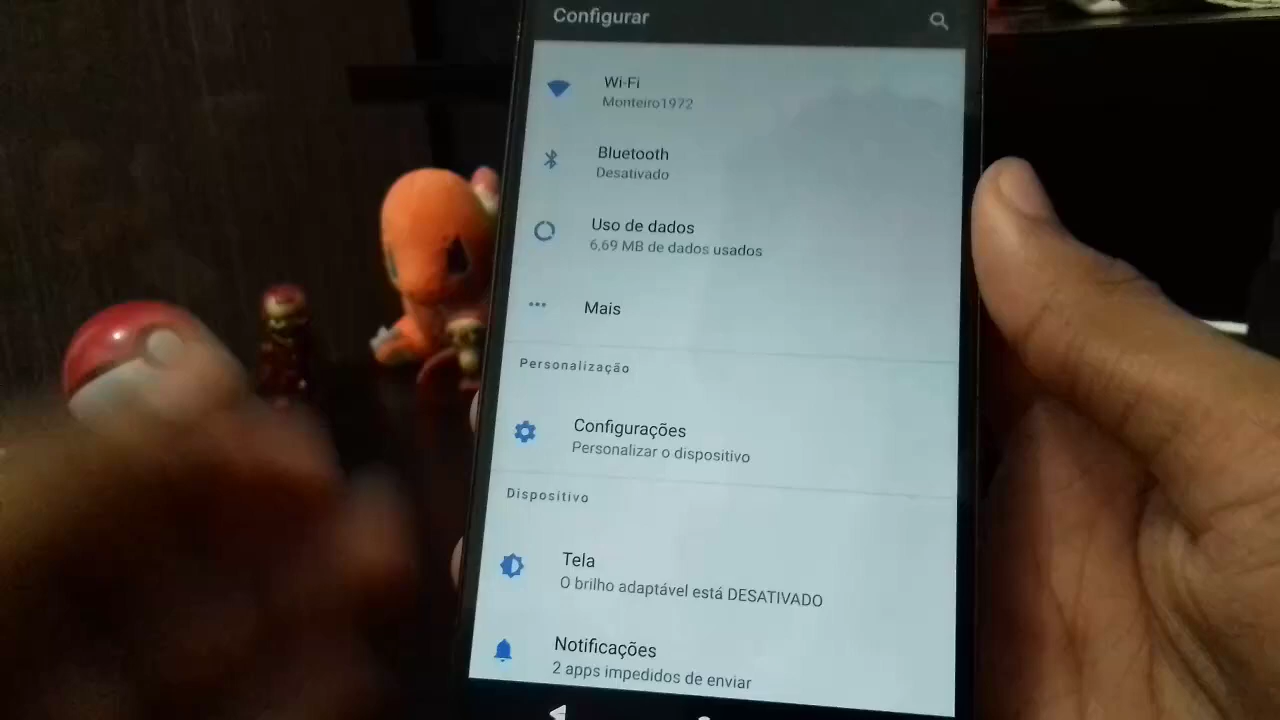 Configurar
Wi-Fi
Monteiro1972
Bluetooth
Desativado
Uso de dados
6,69 MB de dados usados
Mais
Personalização
Configurações
Personalizar o dispositivo
Dispositivo
Tela
O brilho adaptável está DESATIVADO
Notificações
2 apps impedidos de enviar